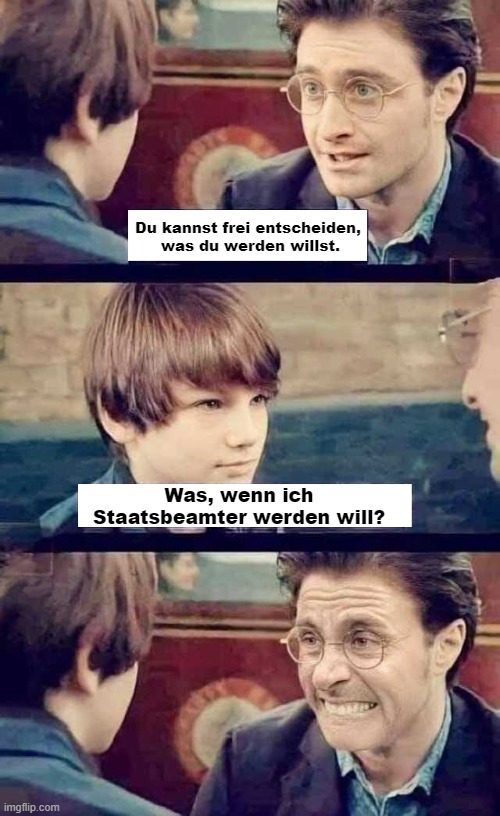 Du kannst frei entscheiden,
was du werden willst.
Was, wenn ich
Staatsbeamter werden will?
imgflip.com